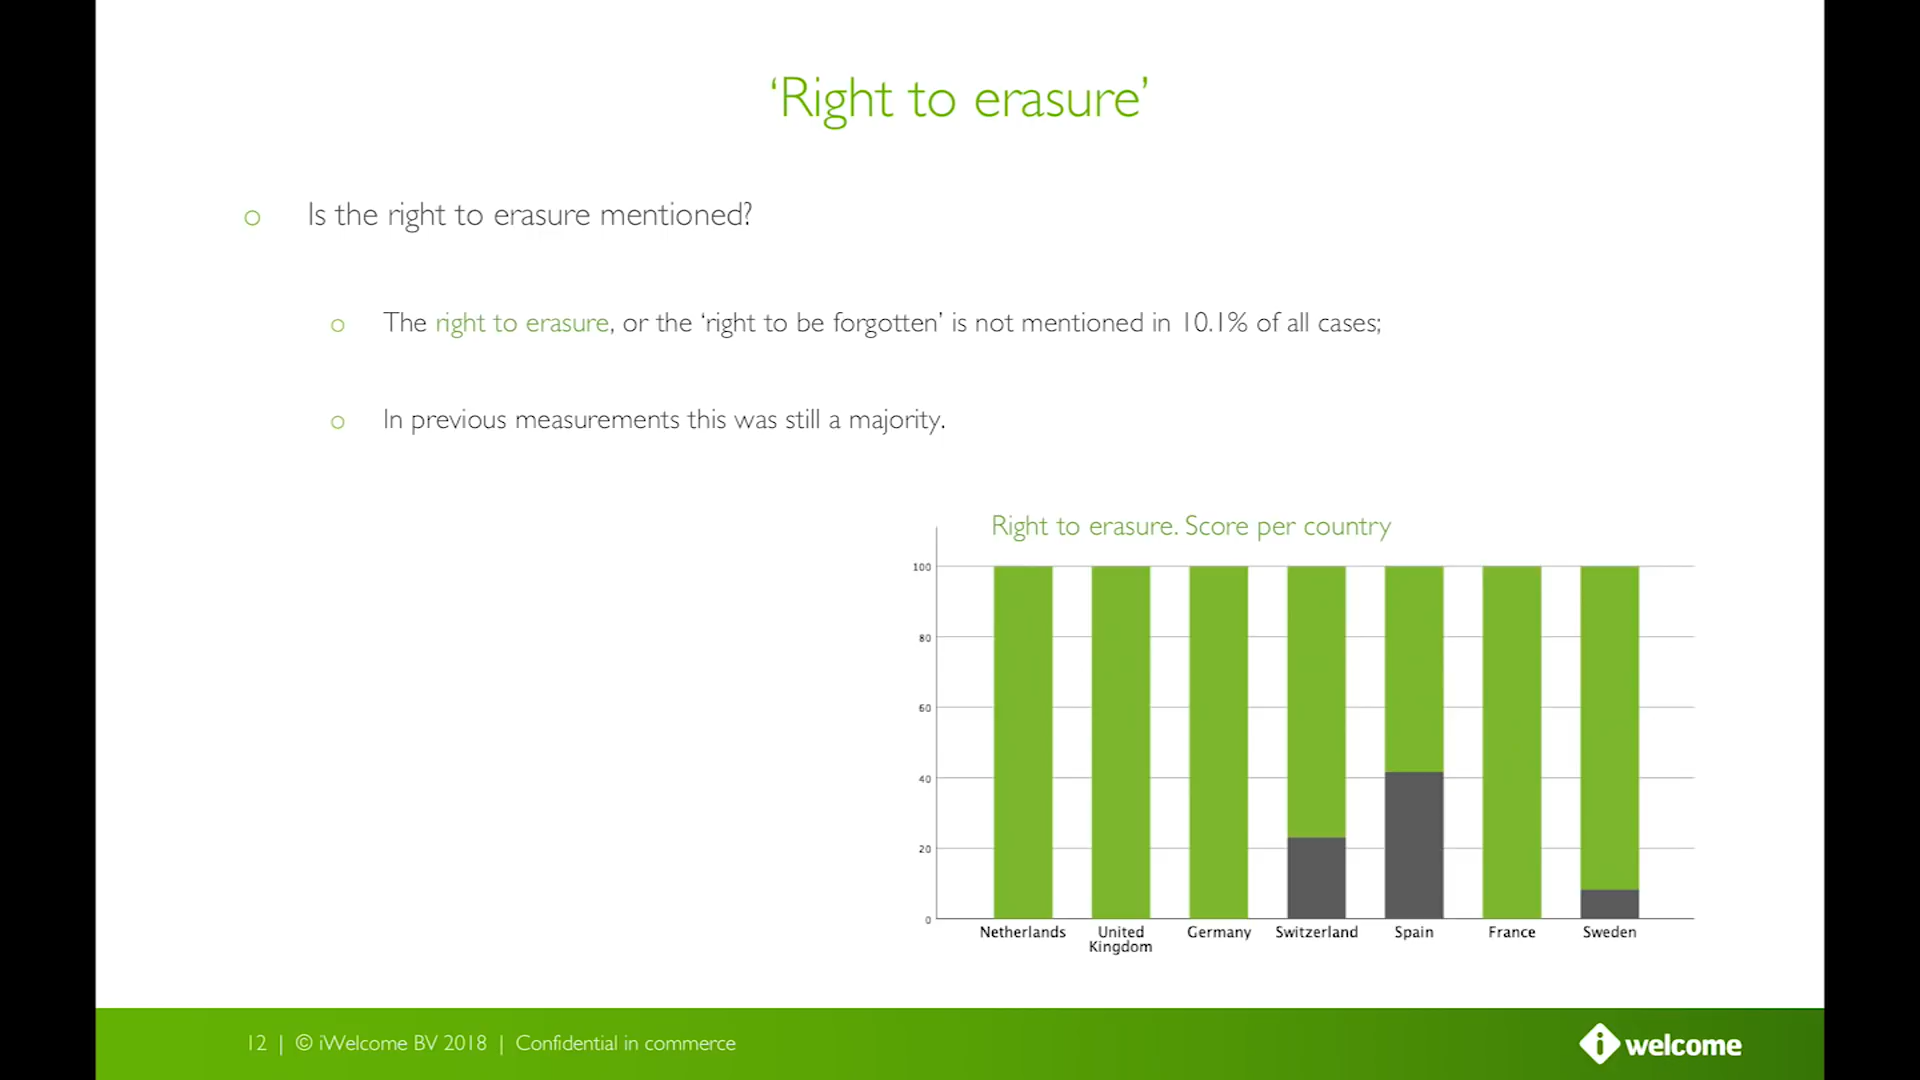 ‘Right to erasure’
o Is the right to erasure mentioned?
o The right to erasure, or the ‘right to be forgotten’ is not mentioned in 10.1% of all cases;
o In previous measurements this was still a majority.
Right to erasure. Score per country
100
80
60
40
20
0
Netherlands United Kingdom Germany Switzerland Spain France Sweden
12 | © iWelcome BV 2018 | Confidential in commerce
i welcome